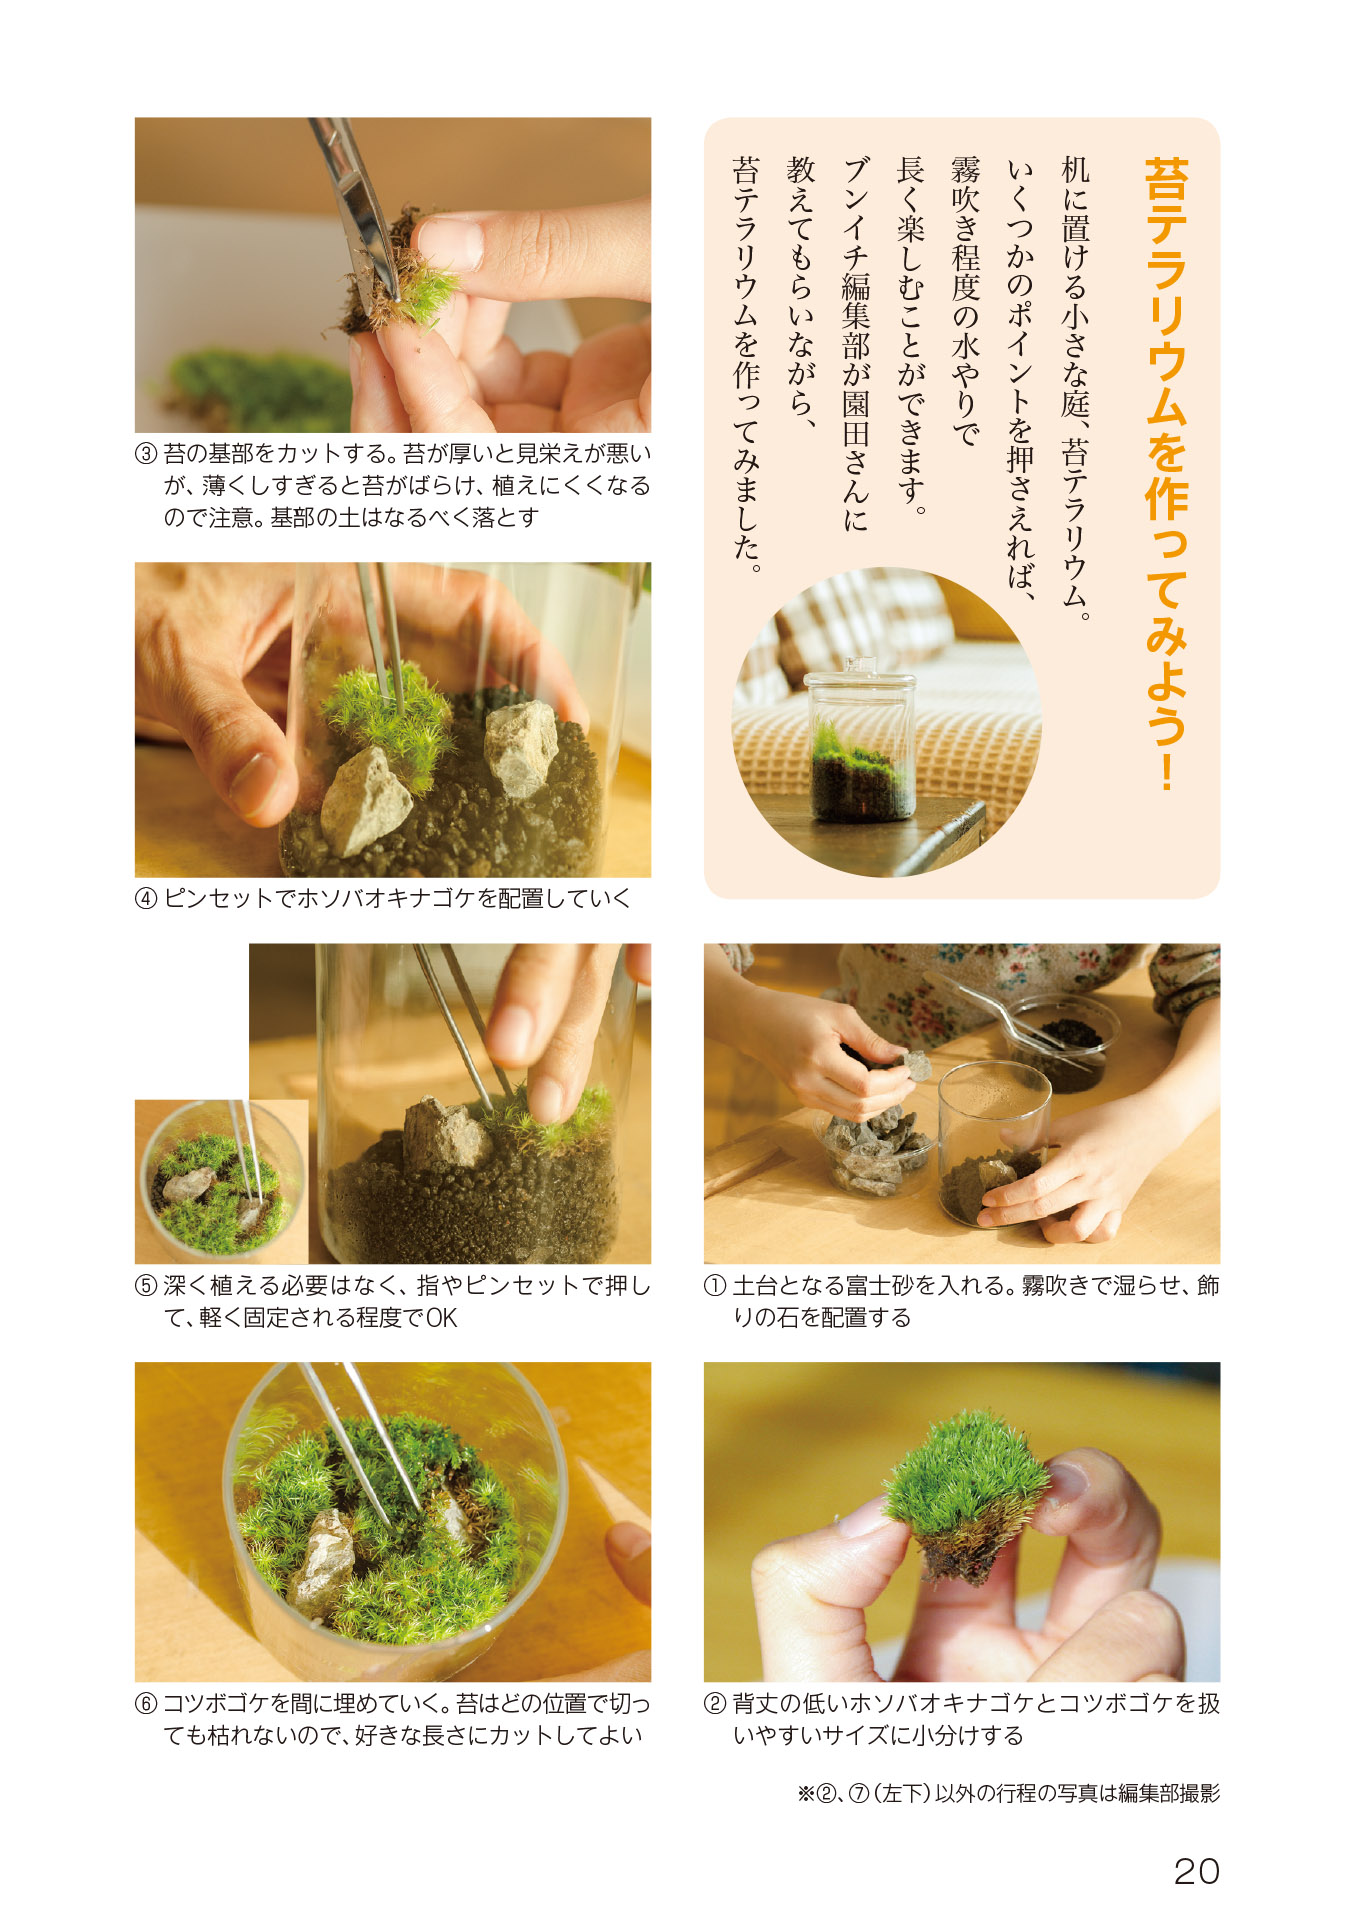 苔テラリウムを作ってみよう！
机に置ける小さな庭、苔テラリウム。
いくつかのポイントを押さえれば、
霧吹き程度の水やりで
長く楽しむことができます。
ブンイチ編集部が園田さんに
教えてもらいながら、
苔テラリウムを作ってみました。
① 土台となる富士砂を入れる。霧吹きで湿らせ、飾
りの石を配置する
② 背丈の低いホソバオキナゴケとコツボゴケを扱
いやすいサイズに小分けする
③ 苔の基部をカットする。苔が厚いと見栄えが悪い
が、薄くしすぎると苔がばらけ、植えにくくなる
ので注意。基部の土はなるべく落とす
④ ピンセットでホソバオキナゴケを配置していく
⑤ 深く植える必要はなく、指やピンセットで押し
て、軽く固定される程度でOK
⑥ コツボゴケを間に埋めていく。苔はどの位置で切っ
ても枯れないので、好きな長さにカットしてよい
※②、⑦（左下）以外の行程の写真は編集部撮影
20